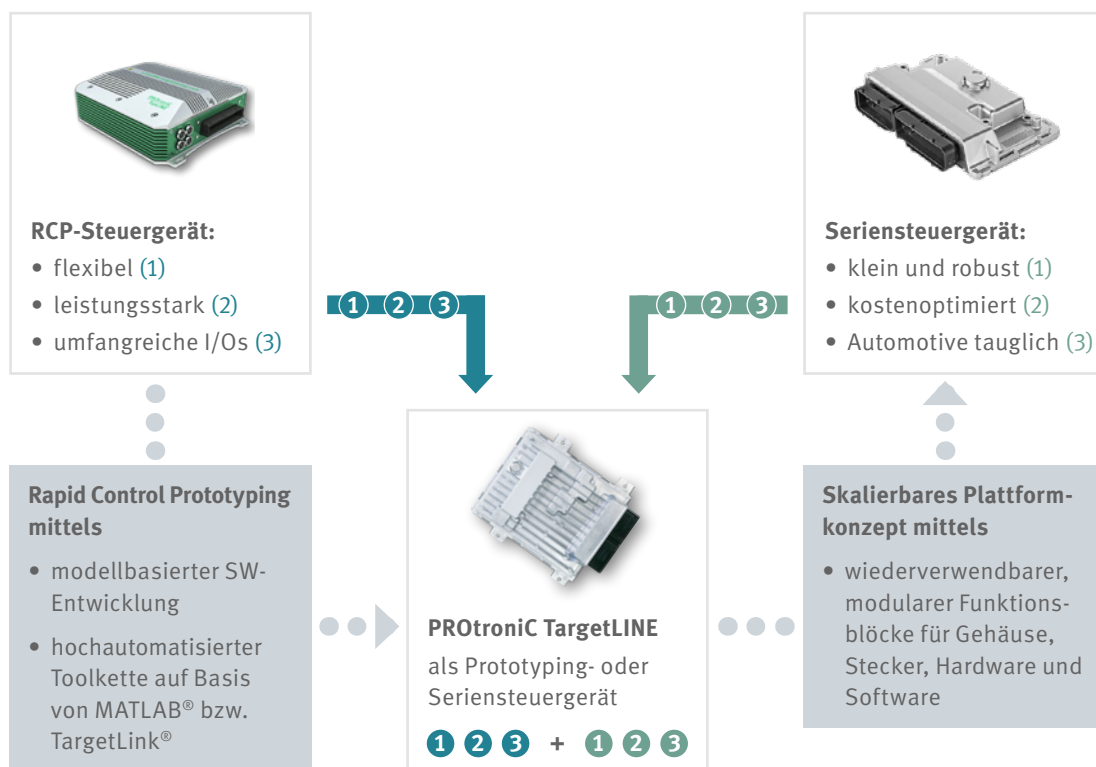 RCP-Steuergerät:
• flexibel (1)
• leistungsstark (2)
• umfangreiche I/Os (3)
1 2 3
1 2 3
Seriensteuergerät:
• klein und robust (1)
• kostenoptimiert (2)
• Automotive tauglich (3)
Rapid Control Prototyping
mittels
• modellbasierter SW-
Entwicklung
• hochautomatisierter
Toolkette auf Basis
von MATLAB® bzw.
TargetLink®
PROtroniC TargetLINE
als Prototyping- oder
Seriensteuergerät
1 2 3 + 1 2 3
Skalierbares Plattform-
konzept mittels
• wiederverwendbarer,
modularer Funktions-
blöcke für Gehäuse,
Stecker, Hardware und
Software